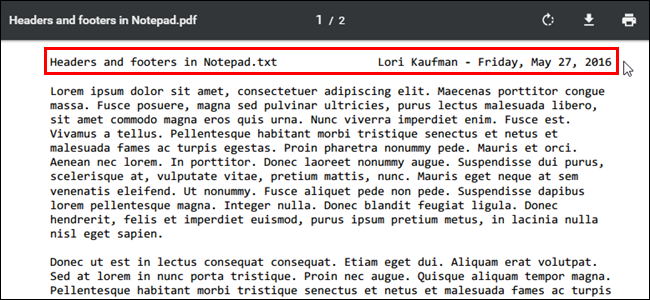 Headers and footers in Notepad.pdf 1 / 2
Headers and footers in Notepad.txt Lori Kaufman - Friday, May 27, 2016
Lorem ipsum dolor sit amet, consectetuer adipiscing elit. Maecenas porttitor congue
massa. Fusce posuere, magna sed pulvinar ultricies, purus lectus malesuada libero,
sit amet commodo magna eros quis urna. Nunc viverra imperdiet enim. Fusce est.
Vivamus a tellus. Pellentesque habitant morbi tristique senectus et netus et
malesuada fames ac turpis egestas. Proin pharetra nonummy pede. Mauris et orci.
Aenean nec lorem. In porttitor. Donec laoreet nonummy augue. Suspendisse dui purus,
scelerisque at, vulputate vitae, pretium mattis, nunc. Mauris eget neque at sem
venenatis eleifend. Ut nonummy. Fusce aliquet pede non pede. Suspendisse dapibus
lorem pellentesque magna. Integer nulla. Donec blandit feugiat ligula. Donec
hendrerit, felis et imperdiet euismod, purus ipsum pretium metus, in lacinia nulla
nisl eget sapien.
Donec ut est in lectus consequat consequat. Etiam eget dui. Aliquam erat volutpat.
Sed at lorem in nunc porta tristique. Proin nec augue. Quisque aliquam tempor magna.
Pellentesque habitant morbi tristique senectus et netus et malesuada fames ac turpis